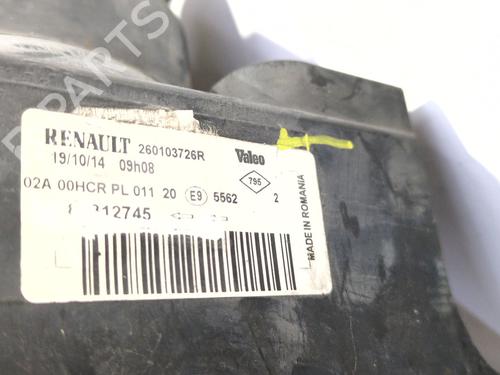 B-PARTS
RENAULT 260103726R Valeo
19/10/14 09h08
795
02A 00HCR PL 011 20 E9 5562 2
312745
MADE IN ROMANIA